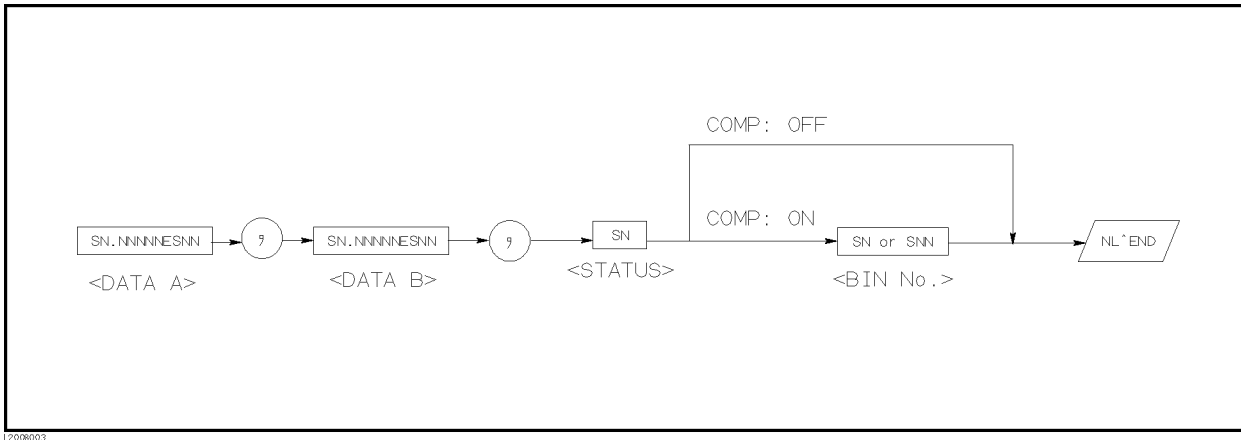 COMP: OFF
COMP: ON
SN.NNNNNESNN
,
SN.NNNNNESNN
,
SN
SN or SNN
NL^END
<DATA A>
<DATA B>
<STATUS>
<BIN No.>
L2008003